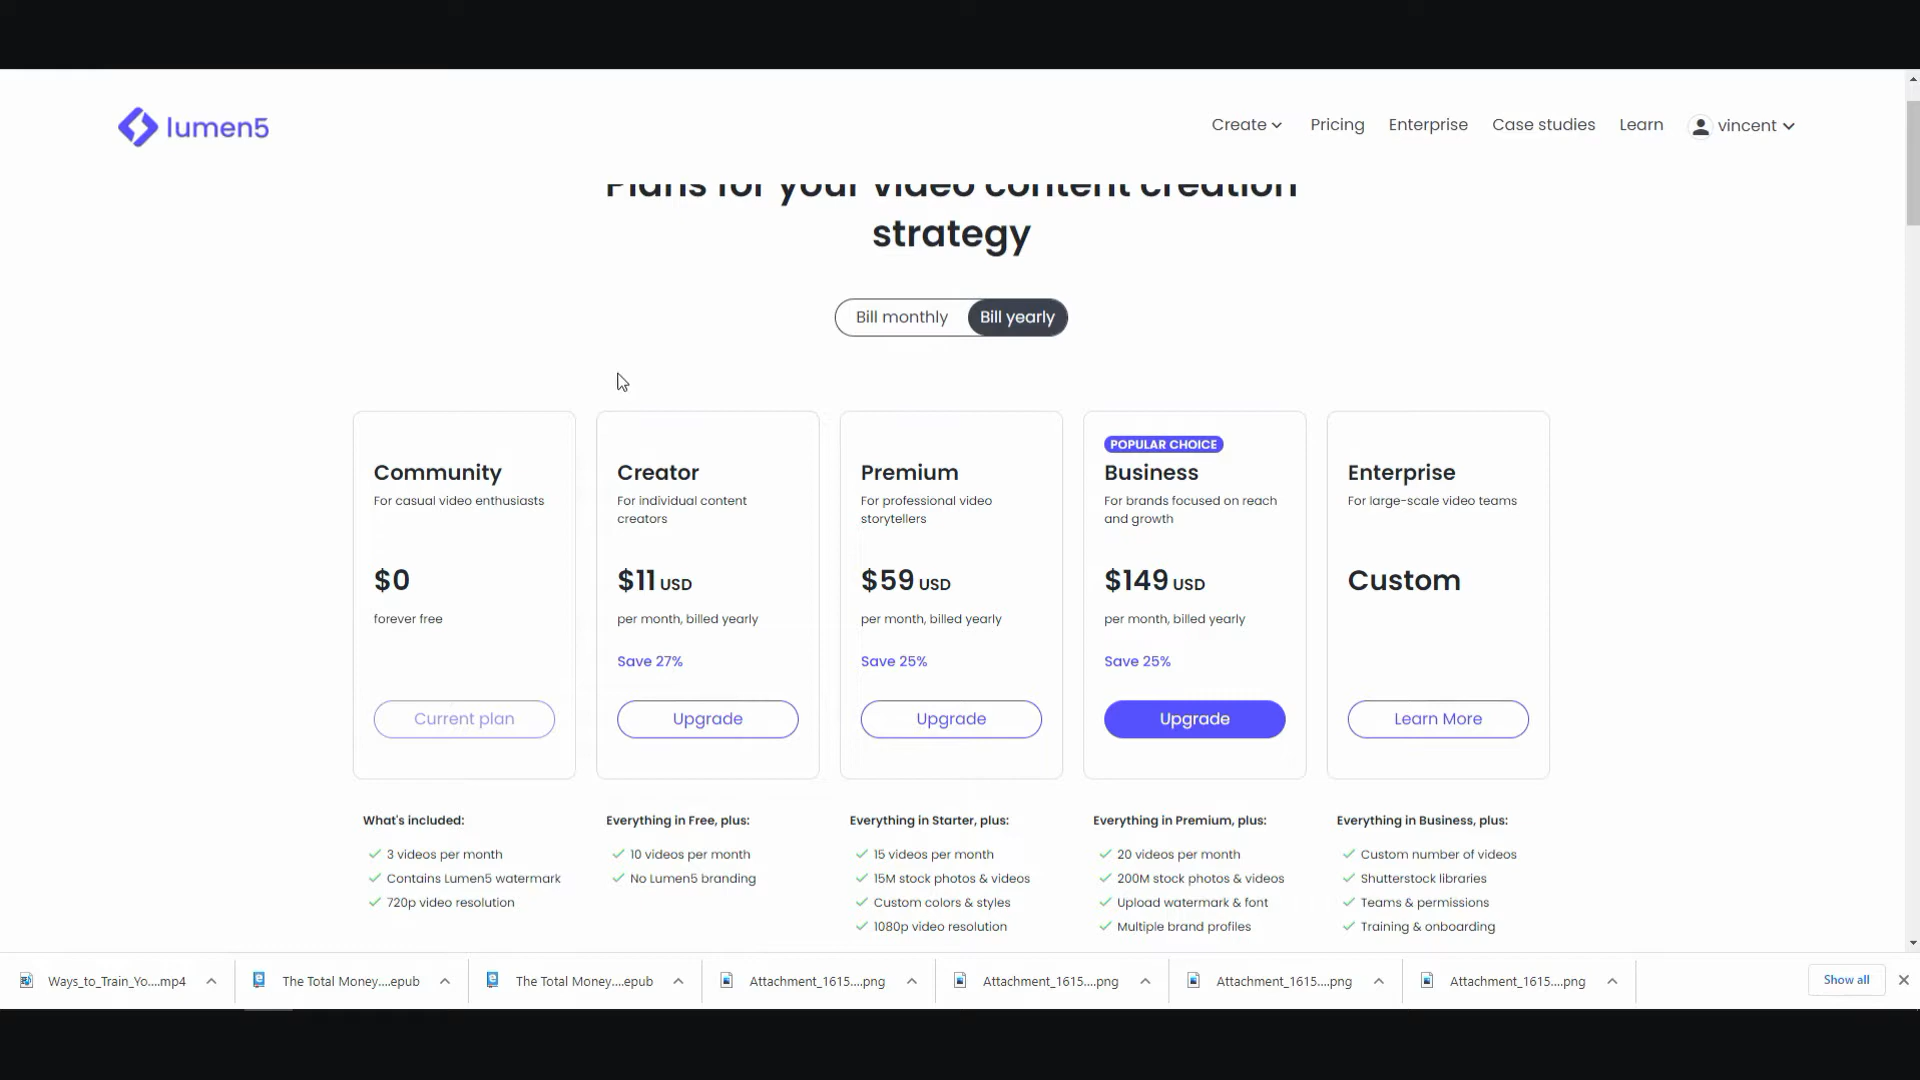 lumen5
Create
Pricing
Enterprise
Case studies
Learn
vincent
Plans for your video content creation
strategy
Bill monthly
Bill yearly
Community
For casual video enthusiasts
$0
forever free
Current plan
What's included:
3 videos per month
Contains Lumen5 watermark
720p video resolution
Creator
For individual content
creators
$11 USD
per month, billed yearly
Save 27%
Upgrade
Everything in Free, plus:
10 videos per month
No Lumen5 branding
Premium
For professional video
storytellers
$59 USD
per month, billed yearly
Save 25%
Upgrade
Everything in Starter, plus:
15 videos per month
15M stock photos & videos
Custom colors & styles
1080p video resolution
POPULAR CHOICE
Business
For brands focused on reach
and growth
$149 USD
per month, billed yearly
Save 25%
Upgrade
Everything in Premium, plus:
20 videos per month
200M stock photos & videos
Upload watermark & font
Multiple brand profiles
Enterprise
For large-scale video teams
Custom
Learn More
Everything in Business, plus:
Custom number of videos
Shutterstock libraries
Teams & permissions
Training & onboarding
Ways_to_Train_Yo....mp4
The Total Money....epub
The Total Money....epub
Attachment_1615....png
Attachment_1615....png
Attachment_1615....png
Attachment_1615....png
Show all